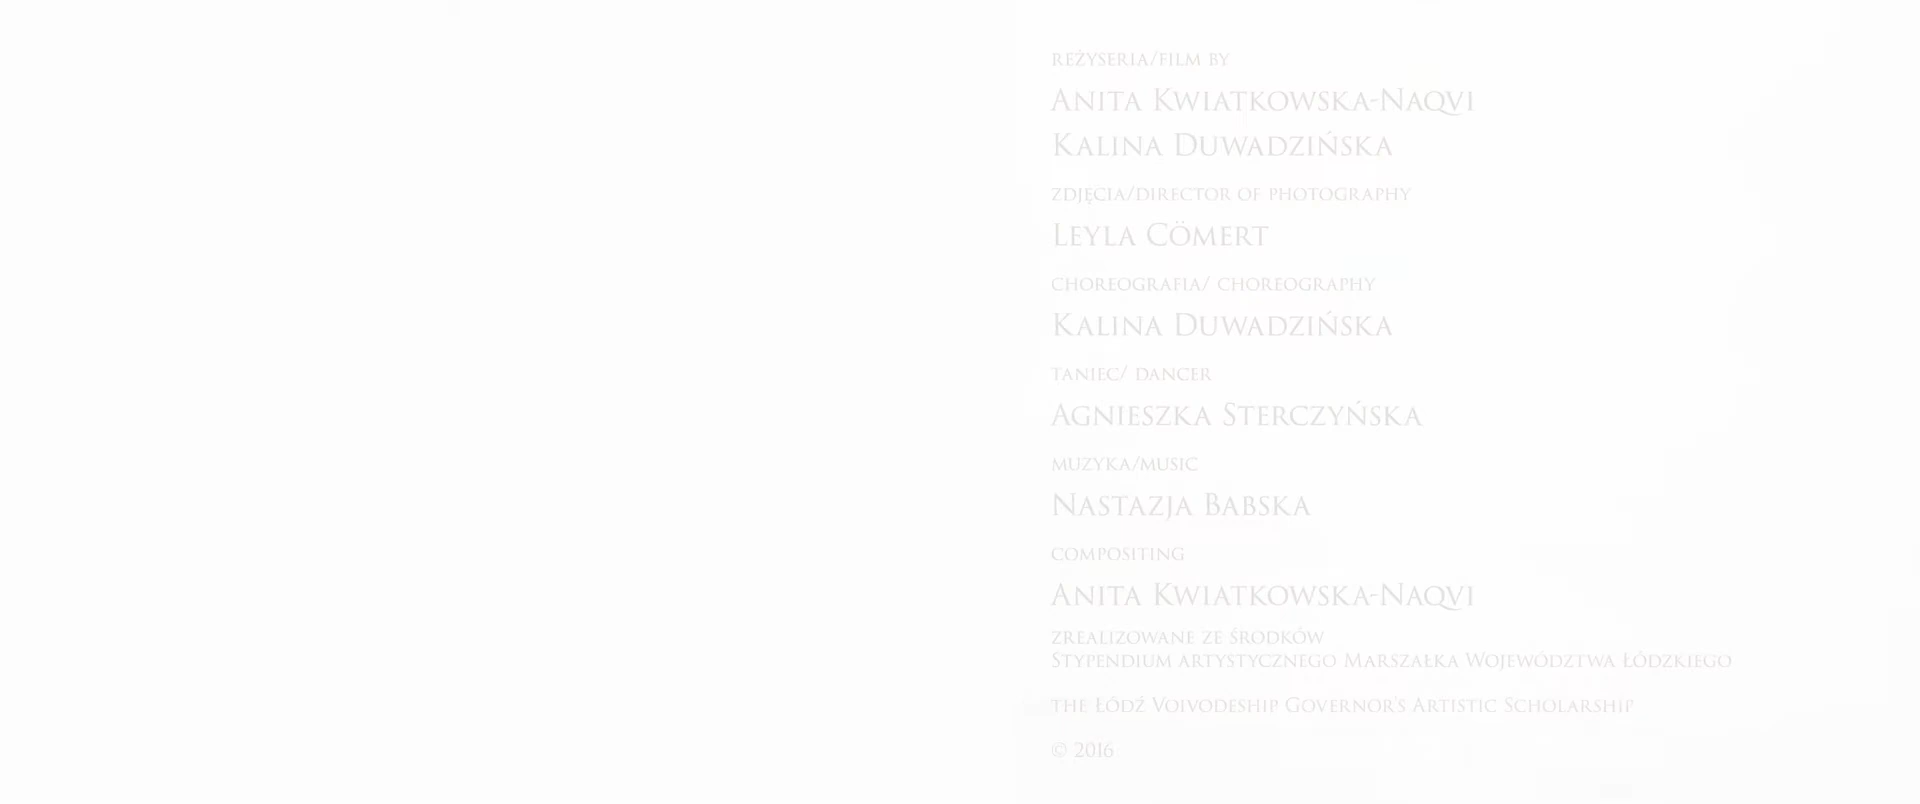 REŻYSERIA/FILM BY
ANITA KWIATKOWSKA-NAQVI
KALINA DUWADZIŃSKA
ZDJĘCIA/DIRECTOR OF PHOTOGRAPHY
LEYLA CÖMERT
CHOREOGRAFIA/ CHOREOGRAPHY
KALINA DUWADZIŃSKA
TANIEC/ DANCER
AGNIESZKA STERCZYŃSKA
MUZYKA/MUSIC
NASTAZJA BABSKA
COMPOSITING
ANITA KWIATKOWSKA-NAQVI
ZREALIZOWANE ZE ŚRODKÓW
STYPENDIUM ARTYSTYCZNEGO MARSZAŁKA WOJEWÓDZTWA ŁÓDZKIEGO
THE ŁÓDŹ VOIVODESHIP GOVERNOR'S ARTISTIC SCHOLARSHIP
© 2016